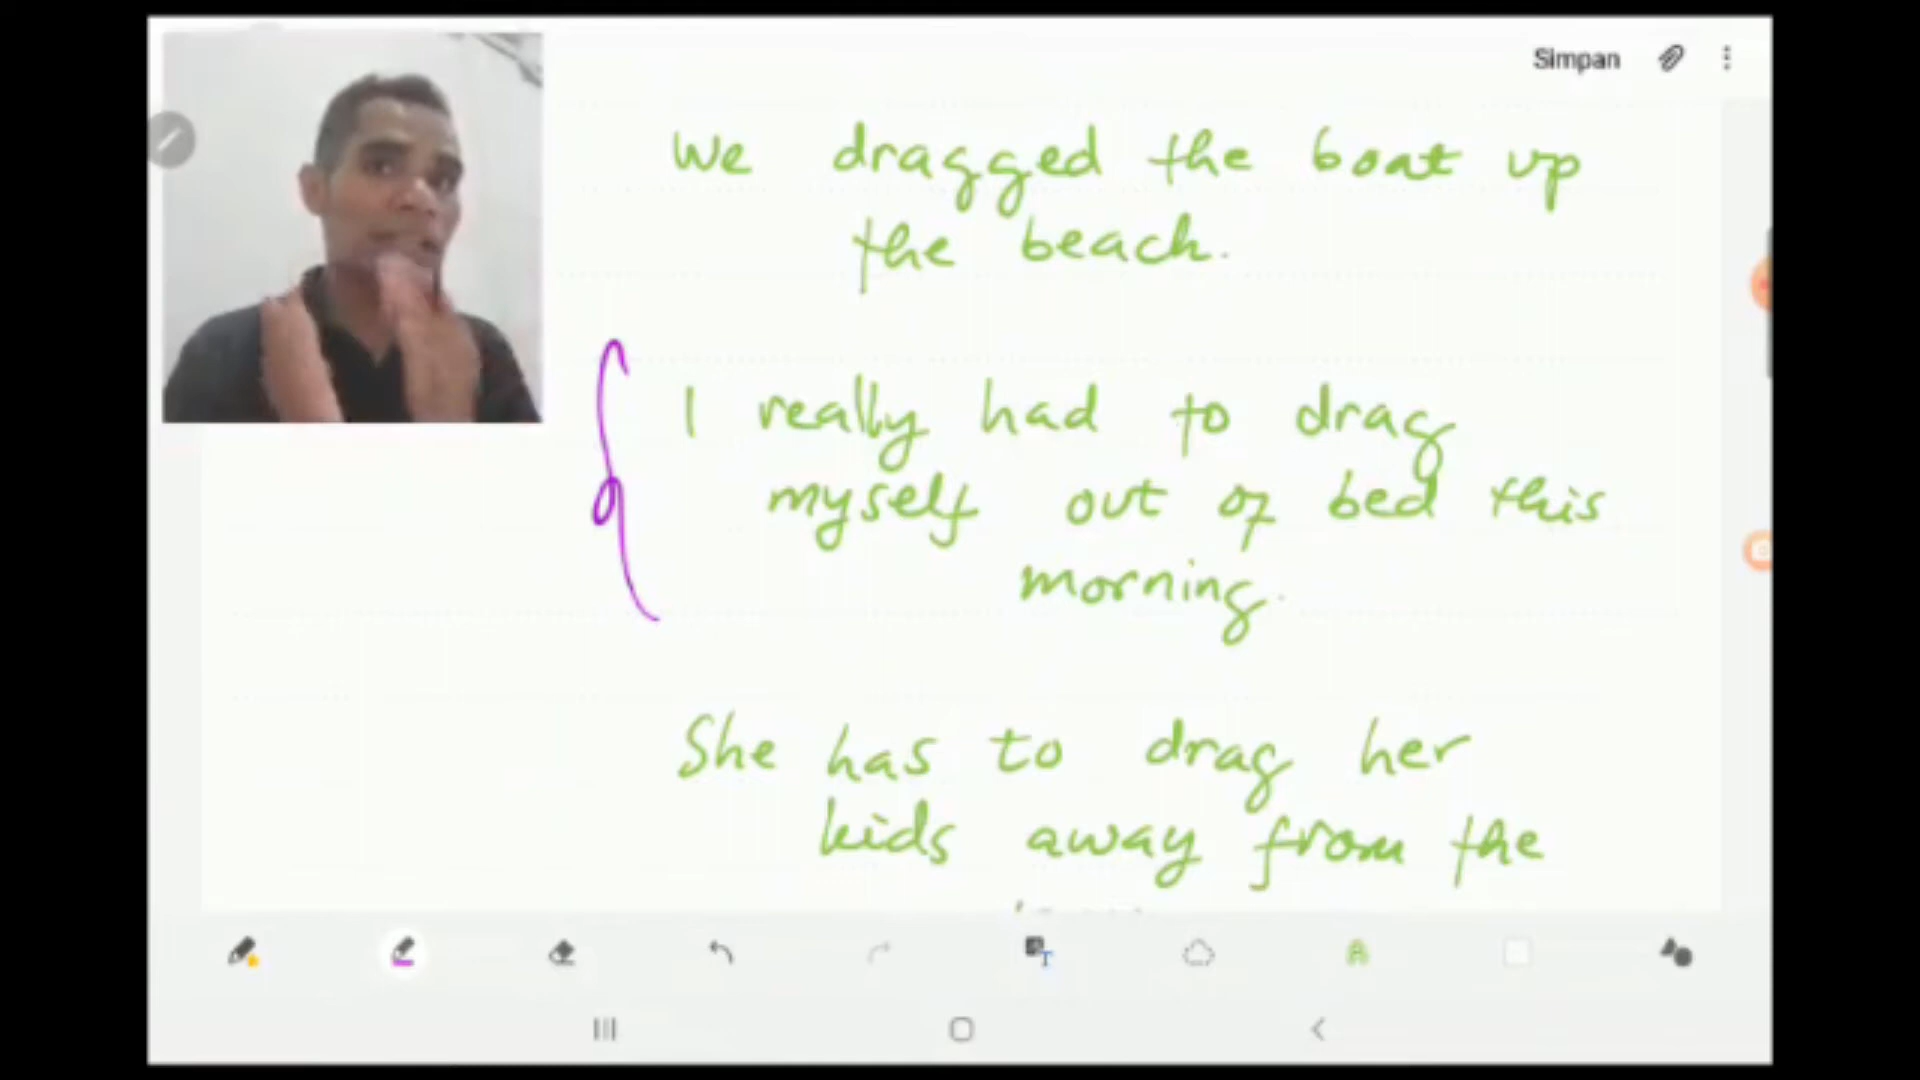 Simpan
We dragged the boat up
the beach.
I really had to drag
myself out of bed this
morning.
She has to drag her
kids away from the